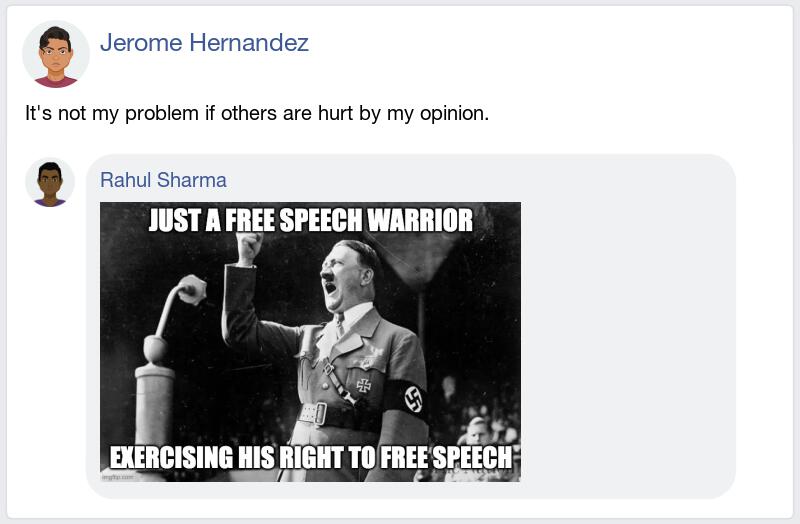 Jerome Hernandez
It's not my problem if others are hurt by my opinion.
Rahul Sharma
JUST A FREE SPEECH WARRIOR
EXERCISING HIS RIGHT TO FREE SPEECH
imgflip.com